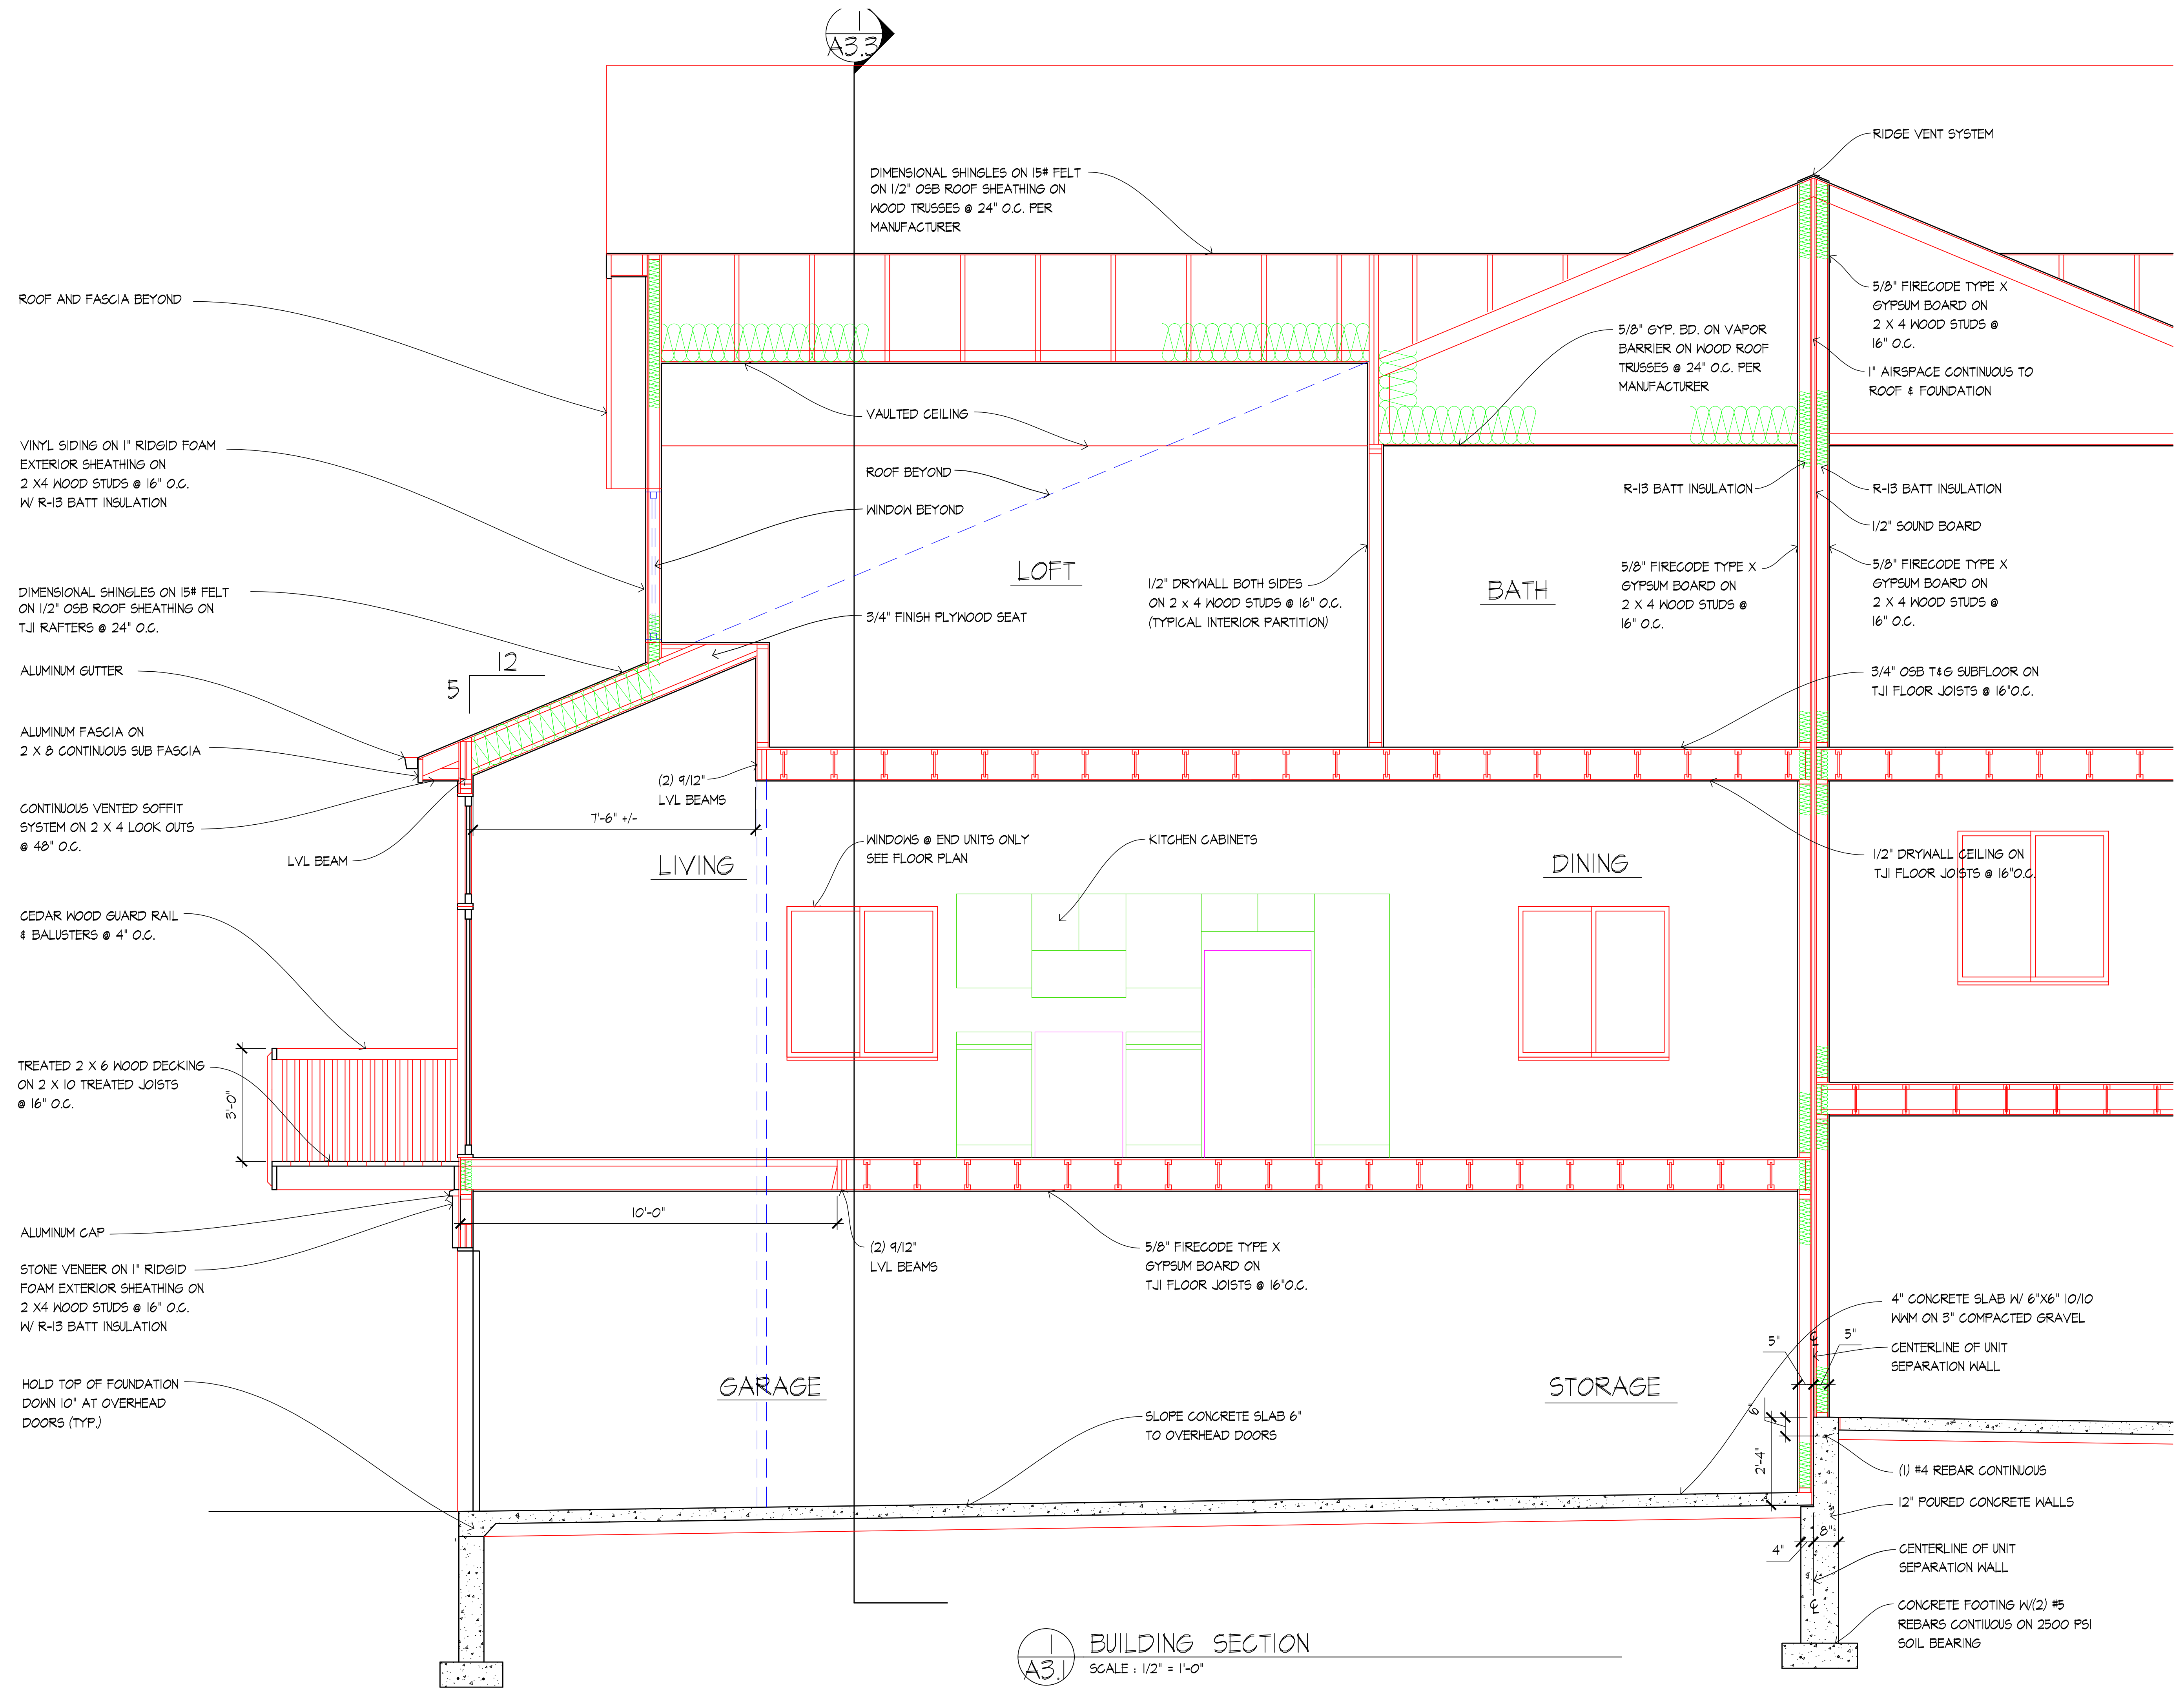 1
A3.3
RIDGE VENT SYSTEM
DIMENSIONAL SHINGLES ON 15# FELT
ON 1/2" OSB ROOF SHEATHING ON
WOOD TRUSSES @ 24" O.C. PER
MANUFACTURER
ROOF AND FASCIA BEYOND
5/8" FIRECODE TYPE X
GYPSUM BOARD ON
2 X 4 WOOD STUDS @
16" O.C.
5/8" GYP. BD. ON VAPOR
BARRIER ON WOOD ROOF
TRUSSES @ 24" O.C. PER
MANUFACTURER
1" AIRSPACE CONTINUOUS TO
ROOF & FOUNDATION
VAULTED CEILING
VINYL SIDING ON 1" RIDGID FOAM
EXTERIOR SHEATHING ON
2 X4 WOOD STUDS @ 16" O.C.
W/ R-13 BATT INSULATION
ROOF BEYOND
WINDOW BEYOND
R-13 BATT INSULATION
R-13 BATT INSULATION
1/2" SOUND BOARD
LOFT
BATH
1/2" DRYWALL BOTH SIDES
ON 2 x 4 WOOD STUDS @ 16" O.C.
(TYPICAL INTERIOR PARTITION)
5/8" FIRECODE TYPE X
GYPSUM BOARD ON
2 X 4 WOOD STUDS @
16" O.C.
5/8" FIRECODE TYPE X
GYPSUM BOARD ON
2 X 4 WOOD STUDS @
16" O.C.
DIMENSIONAL SHINGLES ON 15# FELT
ON 1/2" OSB ROOF SHEATHING ON
TJI RAFTERS @ 24" O.C.
3/4" FINISH PLYWOOD SEAT
12
5
ALUMINUM GUTTER
3/4" OSB T&G SUBFLOOR ON
TJI FLOOR JOISTS @ 16"O.C.
ALUMINUM FASCIA ON
2 X 8 CONTINUOUS SUB FASCIA
(2) 9/12"
LVL BEAMS
CONTINUOUS VENTED SOFFIT
SYSTEM ON 2 X 4 LOOK OUTS
@ 48" O.C.
7'-6" +/-
LVL BEAM
LIVING
WINDOWS @ END UNITS ONLY
SEE FLOOR PLAN
KITCHEN CABINETS
DINING
1/2" DRYWALL CEILING ON
TJI FLOOR JOISTS @ 16"O.C.
CEDAR WOOD GUARD RAIL
& BALUSTERS @ 4" O.C.
TREATED 2 X 6 WOOD DECKING
ON 2 X 10 TREATED JOISTS
@ 16" O.C.
3'-0"
ALUMINUM CAP
10'-0"
(2) 9/12"
LVL BEAMS
5/8" FIRECODE TYPE X
GYPSUM BOARD ON
TJI FLOOR JOISTS @ 16"O.C.
STONE VENEER ON 1" RIDGID
FOAM EXTERIOR SHEATHING ON
2 X4 WOOD STUDS @ 16" O.C.
W/ R-13 BATT INSULATION
4" CONCRETE SLAB W/ 6"X6" 10/10
WWM ON 3" COMPACTED GRAVEL
5"
℄
5"
CENTERLINE OF UNIT
SEPARATION WALL
HOLD TOP OF FOUNDATION
DOWN 10" AT OVERHEAD
DOORS (TYP.)
GARAGE
STORAGE
SLOPE CONCRETE SLAB 6"
TO OVERHEAD DOORS
6"
2'-4"
(1) #4 REBAR CONTINUOUS
12" POURED CONCRETE WALLS
8"
4"
CENTERLINE OF UNIT
SEPARATION WALL
℄
CONCRETE FOOTING W/(2) #5
REBARS CONTIUOUS ON 2500 PSI
SOIL BEARING
1
A3.1
BUILDING SECTION
SCALE : 1/2" = 1'-0"